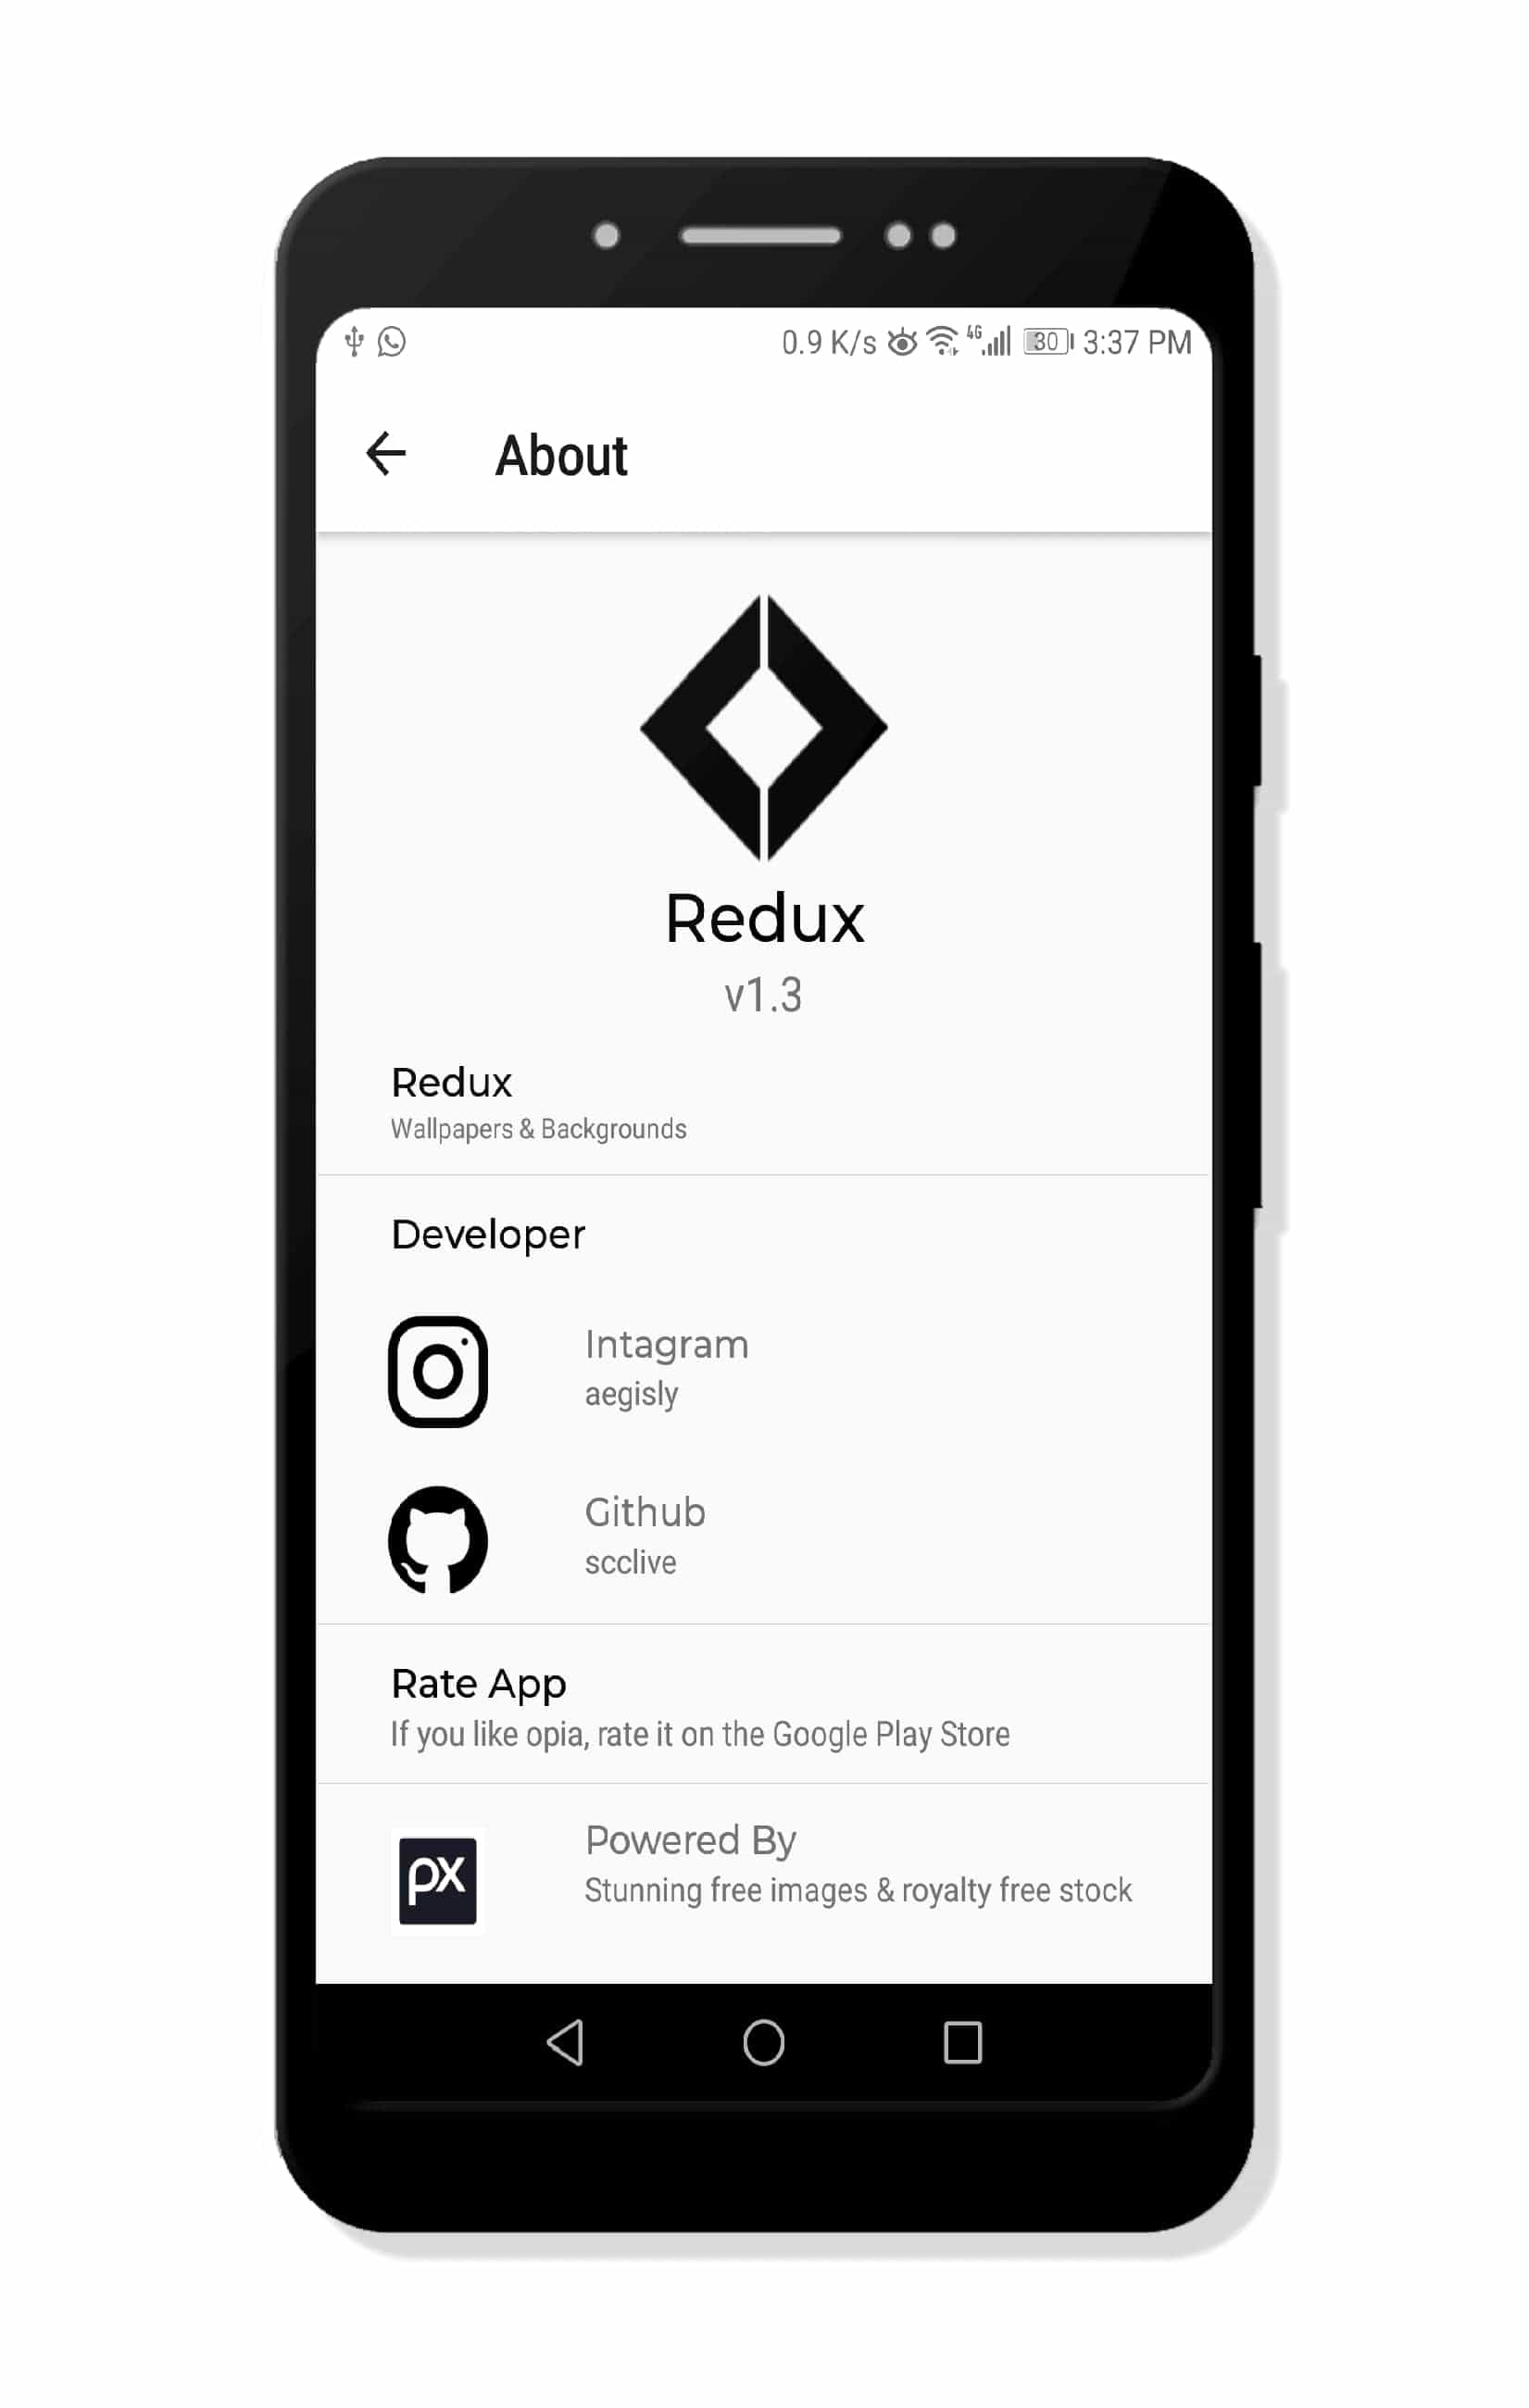 0.9 K/s 4G 30 3:37 PM
About
Redux
v1.3
Redux
Wallpapers & Backgrounds
Developer
Intagram
aegisly
Github
scclive
Rate App
If you like opia, rate it on the Google Play Store
px
Powered By
Stunning free images & royalty free stock